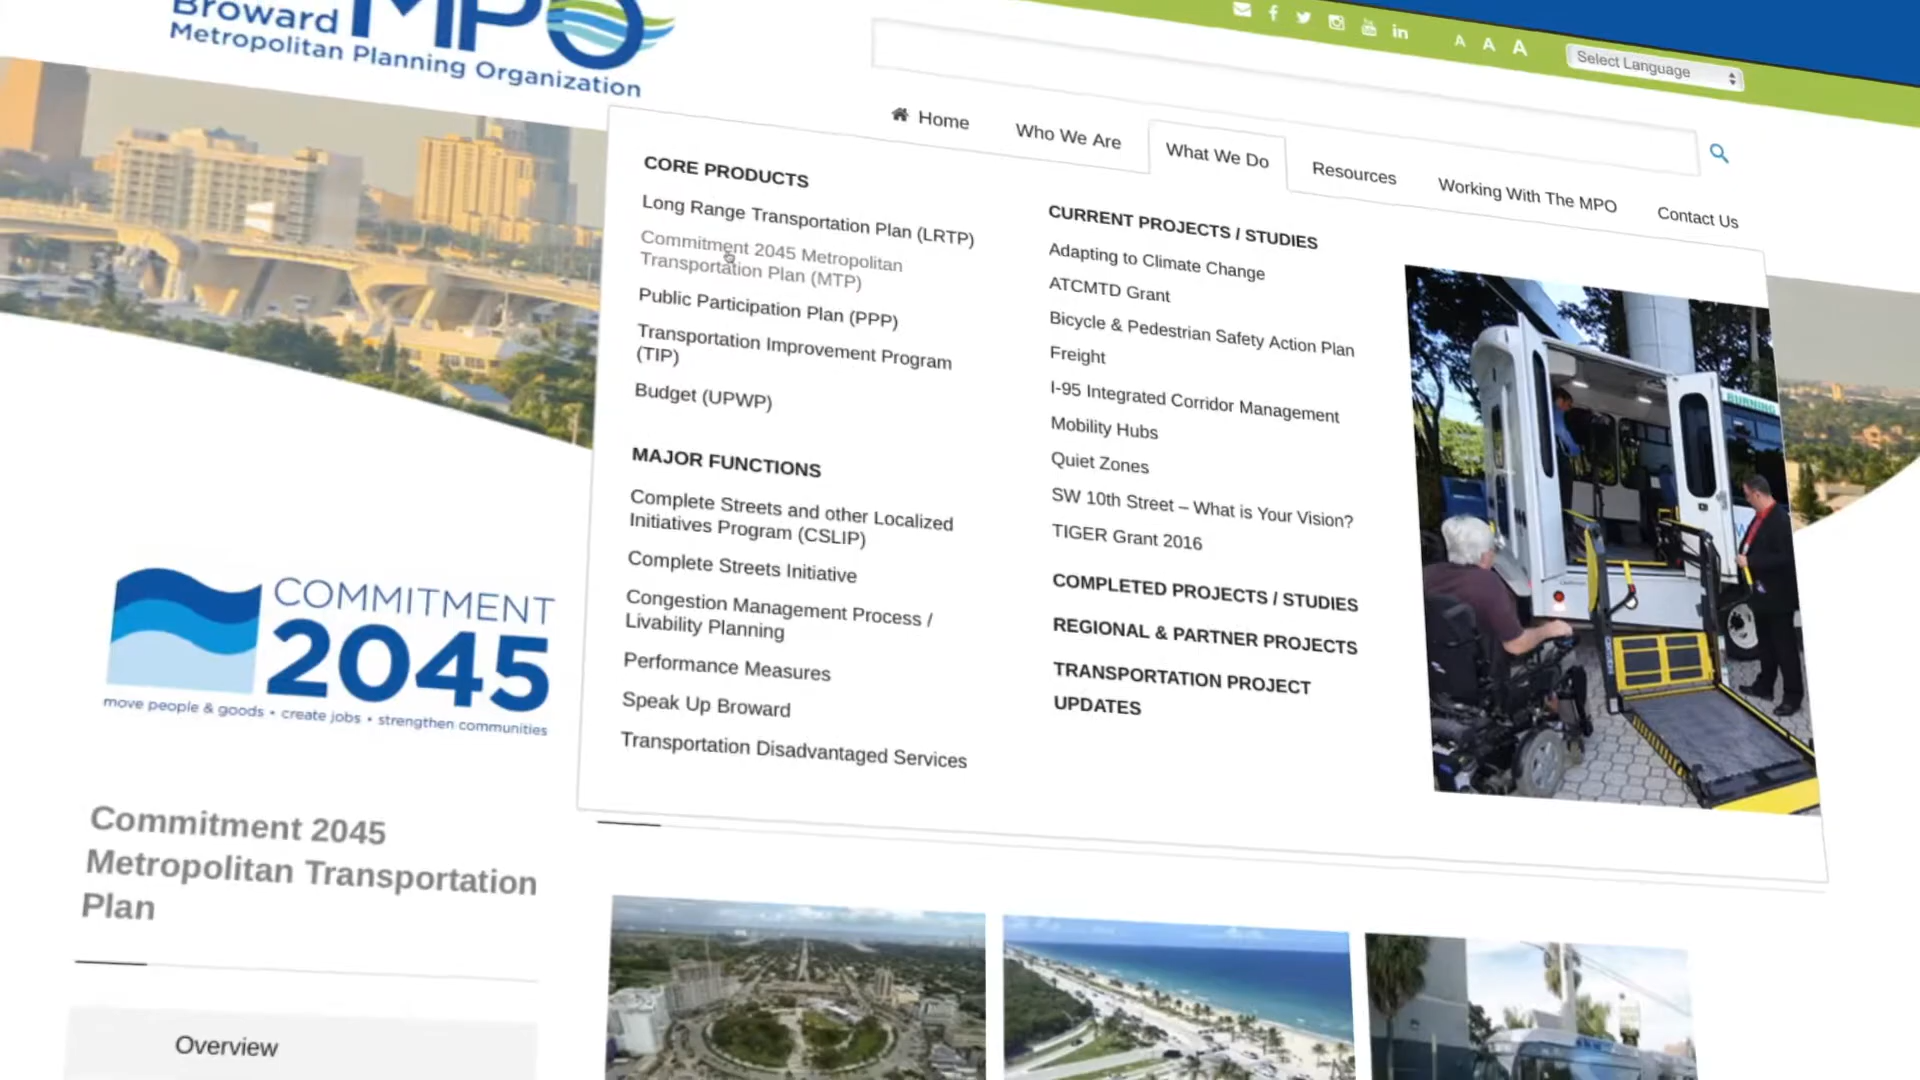 Broward MPO
Metropolitan Planning Organization
A A A
Select Language
Home
Who We Are
What We Do
Resources
Working With The MPO
Contact Us
CORE PRODUCTS
Long Range Transportation Plan (LRTP)
Commitment 2045 Metropolitan
Transportation Plan (MTP)
Public Participation Plan (PPP)
Transportation Improvement Program
(TIP)
Budget (UPWP)
MAJOR FUNCTIONS
Complete Streets and other Localized
Initiatives Program (CSLIP)
Complete Streets Initiative
Congestion Management Process /
Livability Planning
Performance Measures
Speak Up Broward
Transportation Disadvantaged Services
CURRENT PROJECTS / STUDIES
Adapting to Climate Change
ATCMTD Grant
Bicycle & Pedestrian Safety Action Plan
Freight
I-95 Integrated Corridor Management
Mobility Hubs
Quiet Zones
SW 10th Street – What is Your Vision?
TIGER Grant 2016
COMPLETED PROJECTS / STUDIES
REGIONAL & PARTNER PROJECTS
TRANSPORTATION PROJECT
UPDATES
COMMITMENT
2045
move people & goods • create jobs • strengthen communities
Commitment 2045
Metropolitan Transportation
Plan
Overview